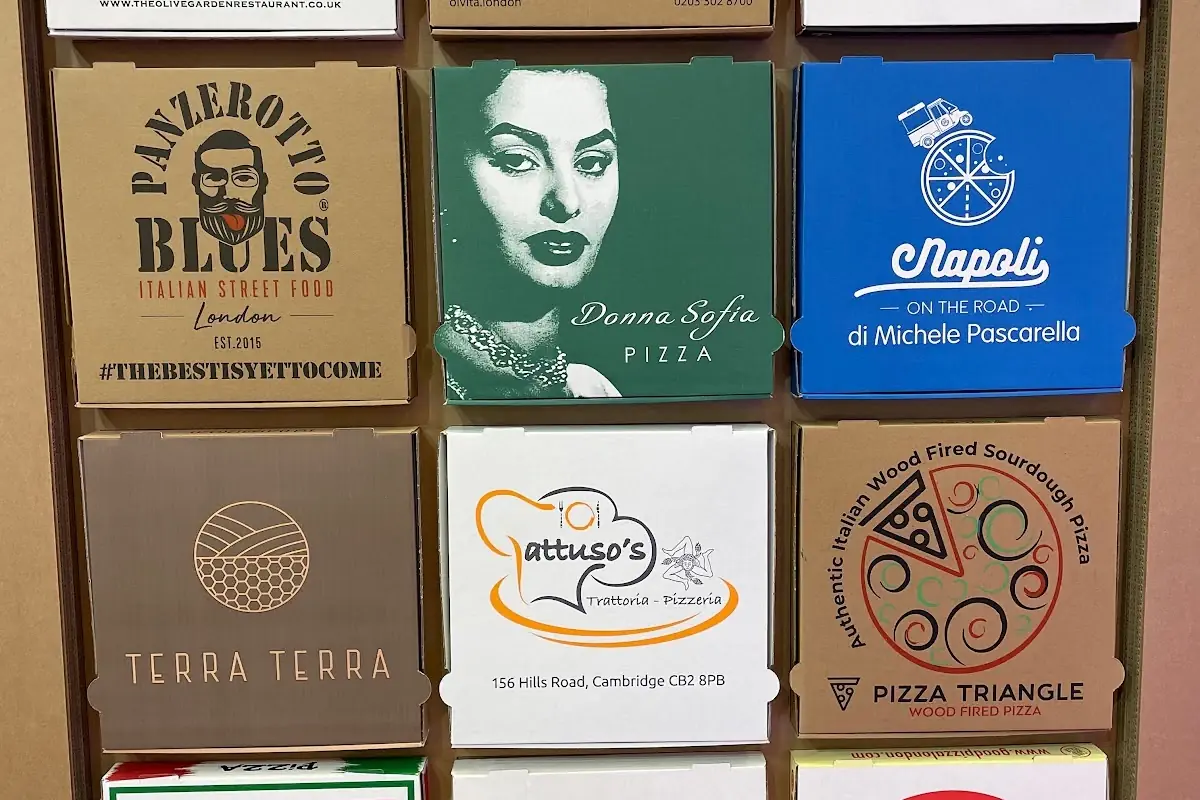 WWW.THEOLIVEGARDENRESTAURANT.CO.UK
olvita.london
0203 302 8700
PANZEROTTO
BLUES®
ITALIAN STREET FOOD
London
EST.2015
#THEBESTISYETTOCOME
Donna Sofia
PIZZA
Napoli
ON THE ROAD
di Michele Pascarella
TERRA TERRA
attuso's
Trattoria - Pizzeria
156 Hills Road, Cambridge CB2 8PB
Authentic Italian Wood Fired Sourdough Pizza
PIZZA TRIANGLE
WOOD FIRED PIZZA
PiZZA
www.goodpizzalondon.com